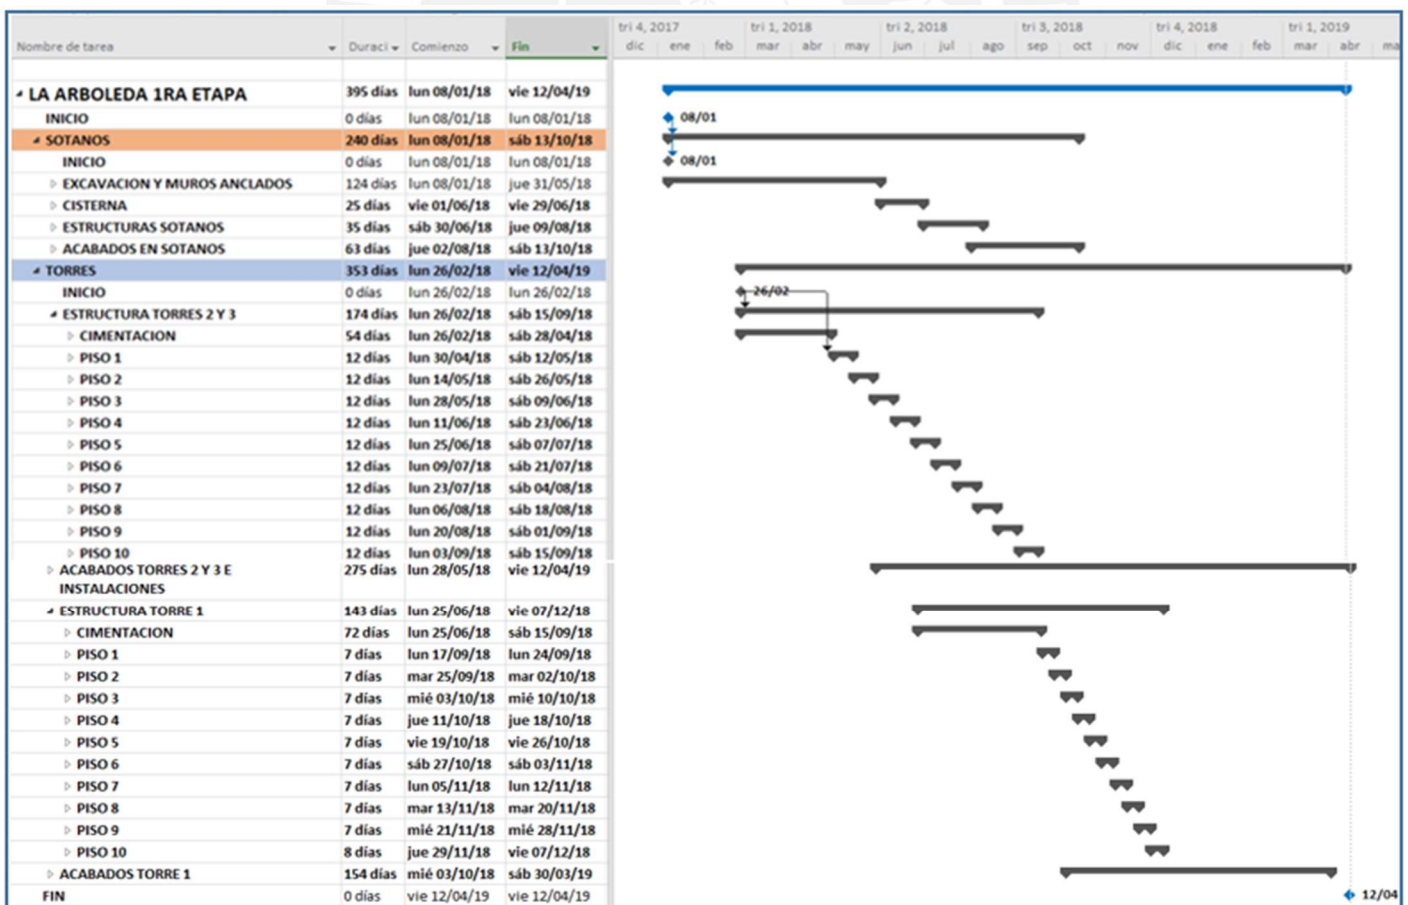 tri 4, 2017 tri 1, 2018 tri 2, 2018 tri 3, 2018 tri 4, 2018 tri 1, 2019
Nombre de tarea Duraci Comienzo Fin dic ene feb mar abr may jun jul ago sep oct nov dic ene feb mar abr ma
LA ARBOLEDA 1RA ETAPA 395 días lun 08/01/18 vie 12/04/19
INICIO 0 días lun 08/01/18 lun 08/01/18 08/01
SOTANOS 240 días lun 08/01/18 sáb 13/10/18
INICIO 0 días lun 08/01/18 lun 08/01/18 08/01
EXCAVACION Y MUROS ANCLADOS 124 días lun 08/01/18 jue 31/05/18
CISTERNA 25 días vie 01/06/18 vie 29/06/18
ESTRUCTURAS SOTANOS 35 días sáb 30/06/18 jue 09/08/18
ACABADOS EN SOTANOS 63 días jue 02/08/18 sáb 13/10/18
TORRES 353 días lun 26/02/18 vie 12/04/19
INICIO 0 días lun 26/02/18 lun 26/02/18 26/02
ESTRUCTURA TORRES 2 Y 3 174 días lun 26/02/18 sáb 15/09/18
CIMENTACION 54 días lun 26/02/18 sáb 28/04/18
PISO 1 12 días lun 30/04/18 sáb 12/05/18
PISO 2 12 días lun 14/05/18 sáb 26/05/18
PISO 3 12 días lun 28/05/18 sáb 09/06/18
PISO 4 12 días lun 11/06/18 sáb 23/06/18
PISO 5 12 días lun 25/06/18 sáb 07/07/18
PISO 6 12 días lun 09/07/18 sáb 21/07/18
PISO 7 12 días lun 23/07/18 sáb 04/08/18
PISO 8 12 días lun 06/08/18 sáb 18/08/18
PISO 9 12 días lun 20/08/18 sáb 01/09/18
PISO 10 12 días lun 03/09/18 sáb 15/09/18
ACABADOS TORRES 2 Y 3 E 275 días lun 28/05/18 vie 12/04/19
INSTALACIONES
ESTRUCTURA TORRE 1 143 días lun 25/06/18 vie 07/12/18
CIMENTACION 72 días lun 25/06/18 sáb 15/09/18
PISO 1 7 días lun 17/09/18 lun 24/09/18
PISO 2 7 días mar 25/09/18 mar 02/10/18
PISO 3 7 días mié 03/10/18 mié 10/10/18
PISO 4 7 días jue 11/10/18 jue 18/10/18
PISO 5 7 días vie 19/10/18 vie 26/10/18
PISO 6 7 días sáb 27/10/18 sáb 03/11/18
PISO 7 7 días lun 05/11/18 lun 12/11/18
PISO 8 7 días mar 13/11/18 mar 20/11/18
PISO 9 7 días mié 21/11/18 mié 28/11/18
PISO 10 8 días jue 29/11/18 vie 07/12/18
ACABADOS TORRE 1 154 días mié 03/10/18 sáb 30/03/19
FIN 0 días vie 12/04/19 vie 12/04/19 12/04